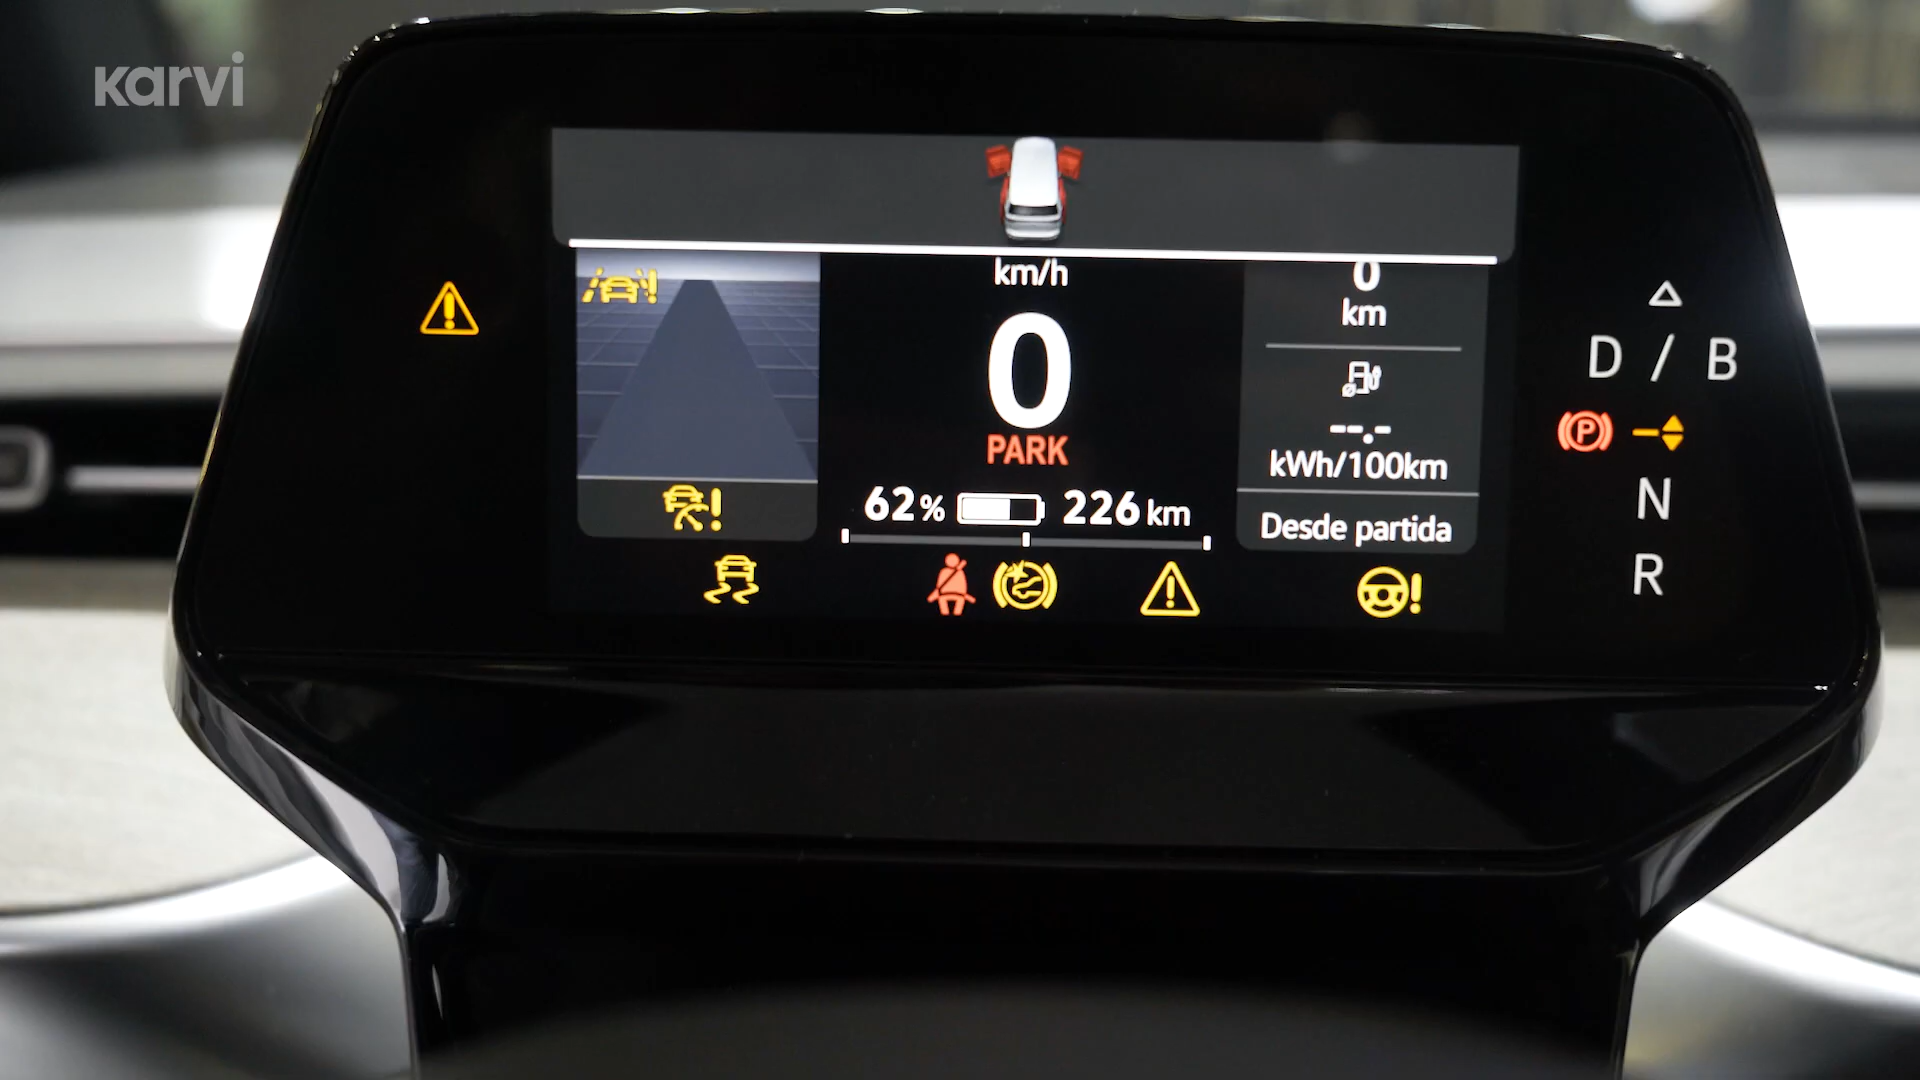 karvi
km/h
0
PARK
62% 226 km
0
km
--.-
kWh/100km
Desde partida
D / B
P
N
R